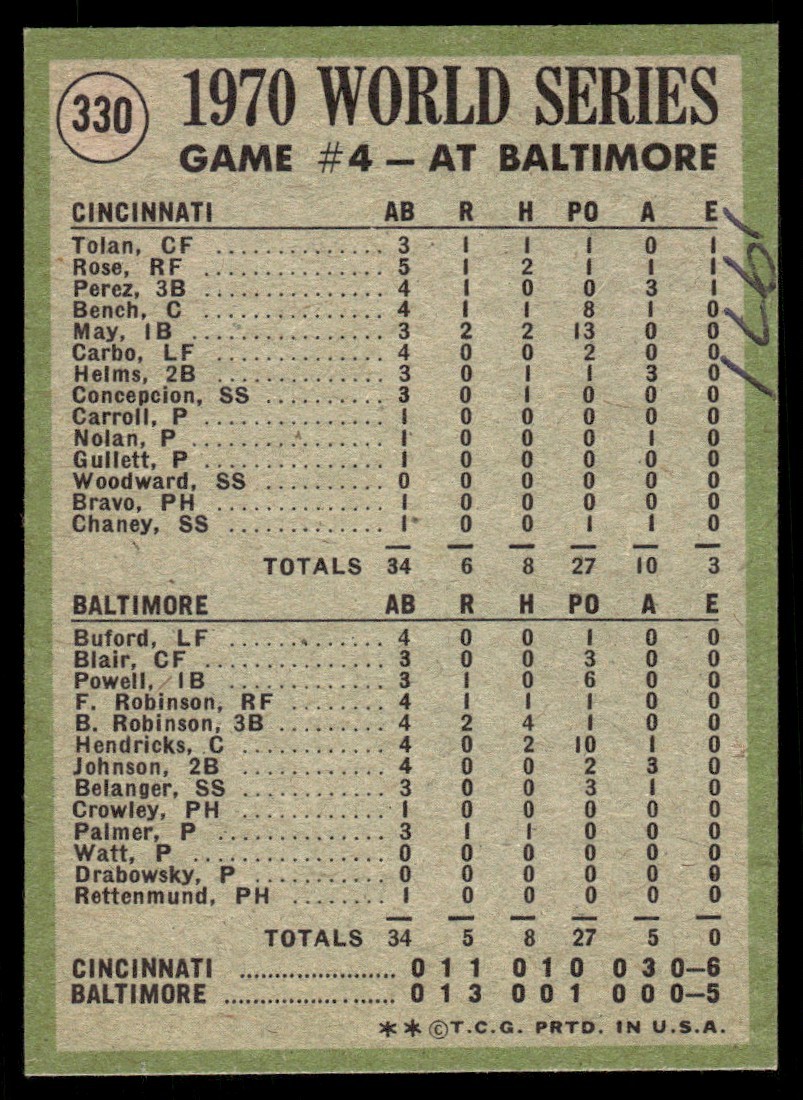 330
1970 WORLD SERIES
GAME #4 – AT BALTIMORE
CINCINNATI AB R H PO A E
Tolan, CF ............... 3 1 1 1 0 1
Rose, RF ................ 5 1 2 1 1 1
Perez, 3B ............... 4 1 0 0 3 1
Bench, C ................ 4 1 1 8 1 0
May, 1B ................. 3 2 2 13 0 0
Carbo, LF ............... 4 0 0 2 0 0
Helms, 2B ............... 3 0 1 1 3 0
Concepcion, SS .......... 3 0 1 0 0 0
Carroll, P .............. 1 0 0 0 0 0
Nolan, P ................ 1 0 0 0 1 0
Gullett, P .............. 1 0 0 0 0 0
Woodward, SS ............ 0 0 0 0 0 0
Bravo, PH ............... 1 0 0 0 0 0
Chaney, SS .............. 1 0 0 1 1 0
TOTALS 34 6 8 27 10 3
BALTIMORE AB R H PO A E
Buford, LF .............. 4 0 0 1 0 0
Blair, CF ............... 3 0 0 3 0 0
Powell, 1B .............. 3 1 0 6 0 0
F. Robinson, RF ......... 4 1 1 1 0 0
B. Robinson, 3B ......... 4 2 4 1 0 0
Hendricks, C ............ 4 0 2 10 1 0
Johnson, 2B ............. 4 0 0 2 3 0
Belanger, SS ............ 3 0 0 3 1 0
Crowley, PH ............. 1 0 0 0 0 0
Palmer, P ............... 3 1 1 0 0 0
Watt, P ................. 0 0 0 0 0 0
Drabowsky, P ............ 0 0 0 0 0 0
Rettenmund, PH .......... 1 0 0 0 0 0
TOTALS 34 5 8 27 5 0
CINCINNATI ...................... 0 1 1 0 1 0 0 3 0–6
BALTIMORE ....................... 0 1 3 0 0 1 0 0 0–5
**©T.C.G. PRTD. IN U.S.A.
1971